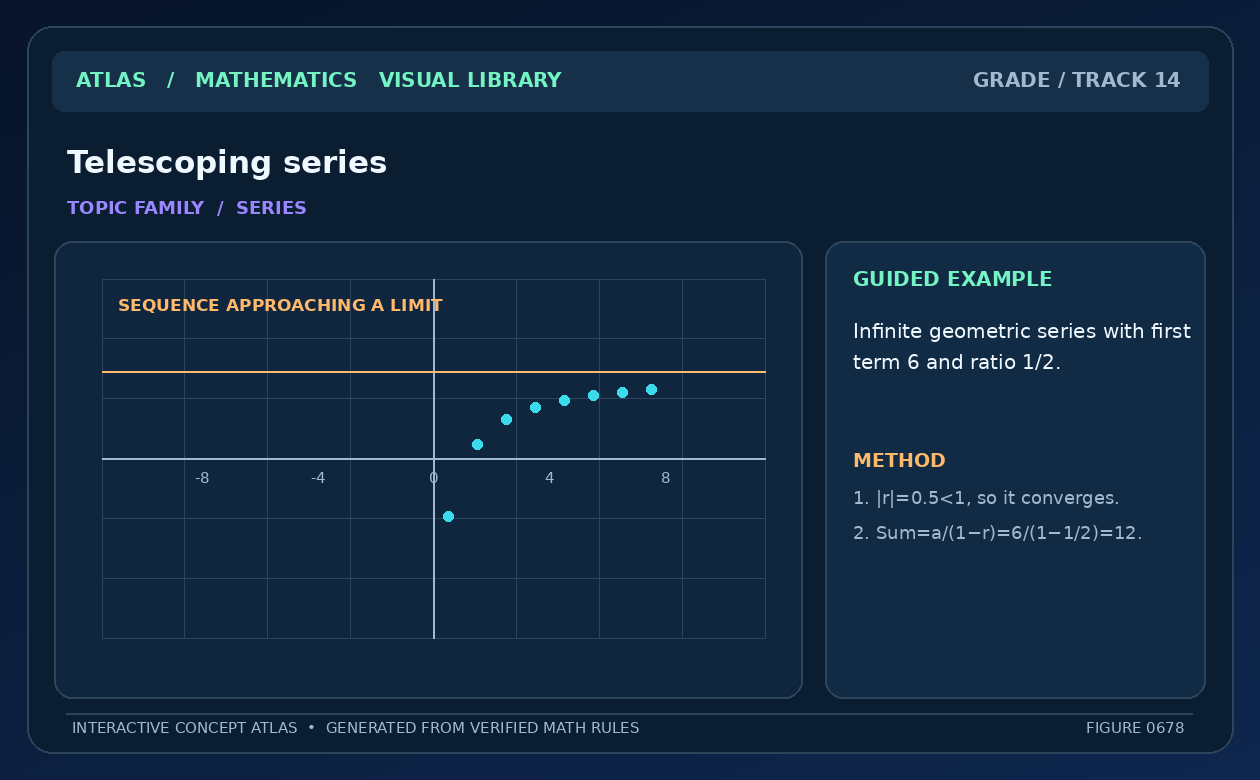 ATLAS / MATHEMATICS VISUAL LIBRARY
GRADE / TRACK 14
Telescoping series
TOPIC FAMILY / SERIES
SEQUENCE APPROACHING A LIMIT
-8 -4 0 4 8
GUIDED EXAMPLE
Infinite geometric series with first
term 6 and ratio 1/2.
METHOD
1. |r|=0.5<1, so it converges.
2. Sum=a/(1−r)=6/(1−1/2)=12.
INTERACTIVE CONCEPT ATLAS • GENERATED FROM VERIFIED MATH RULES
FIGURE 0678